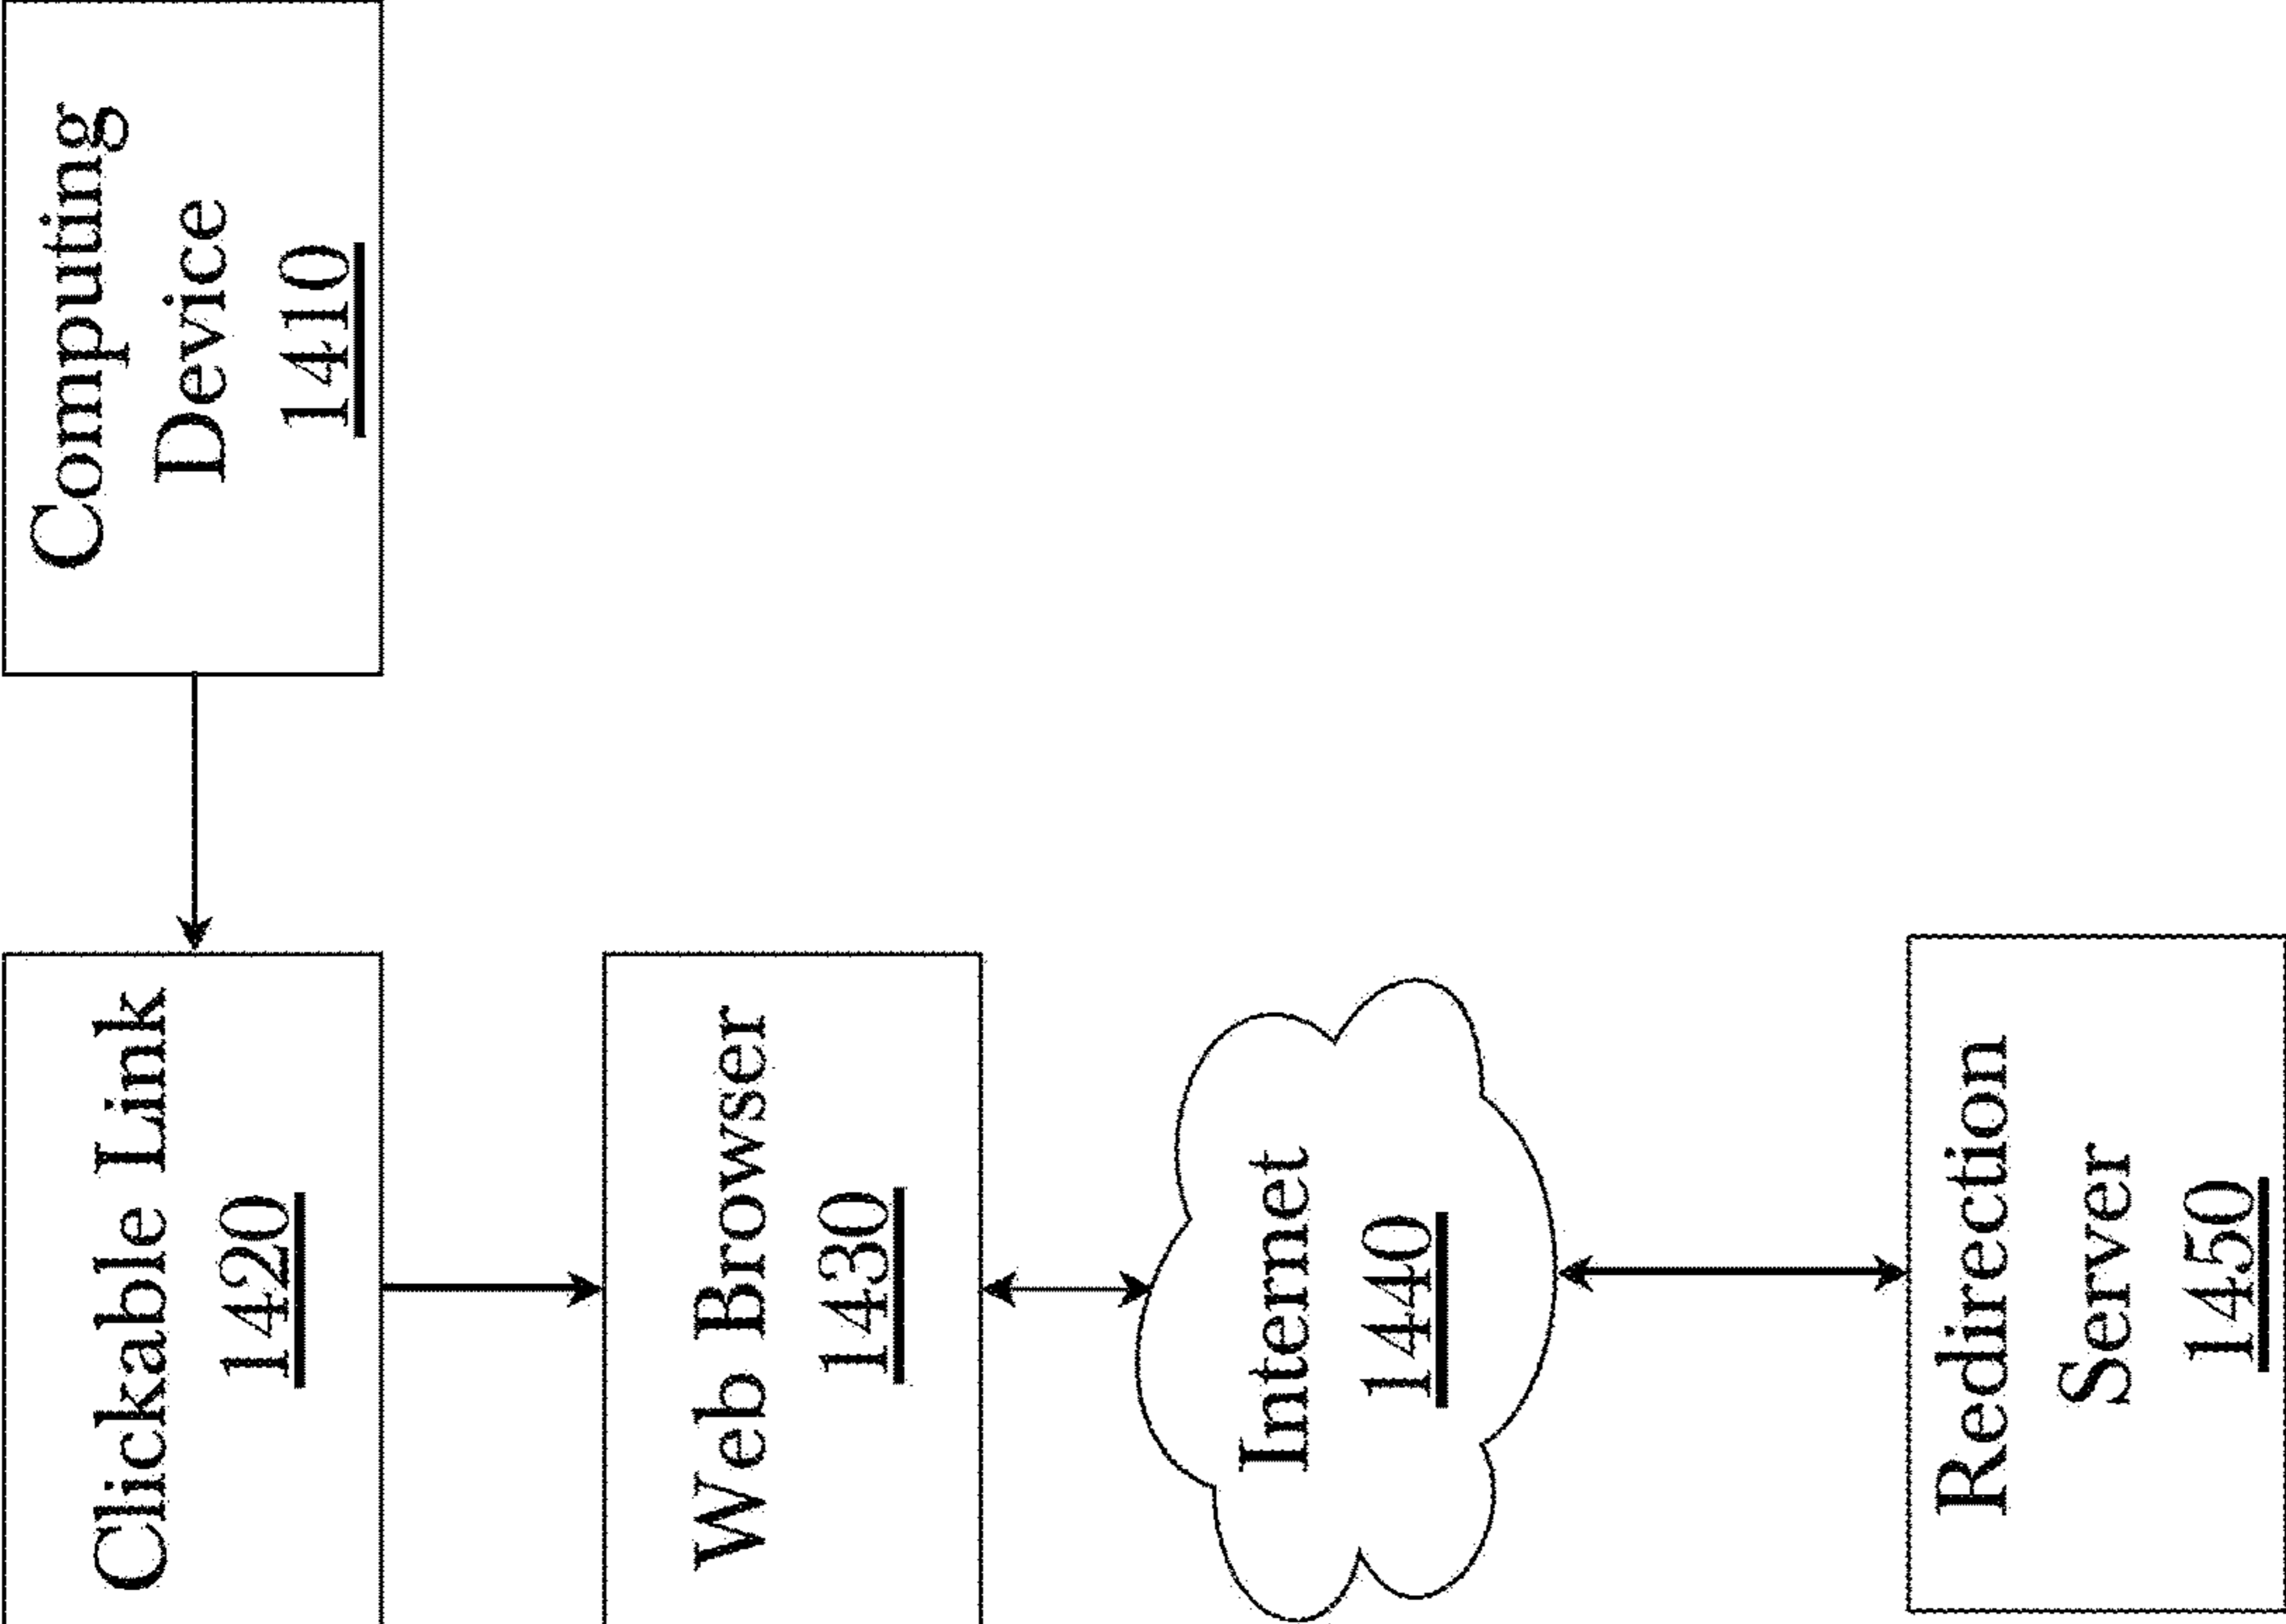 Computing
Device
1410
Clickable Link
1420
Web Browser
1430
Internet
1440
Redirection
Server
1450